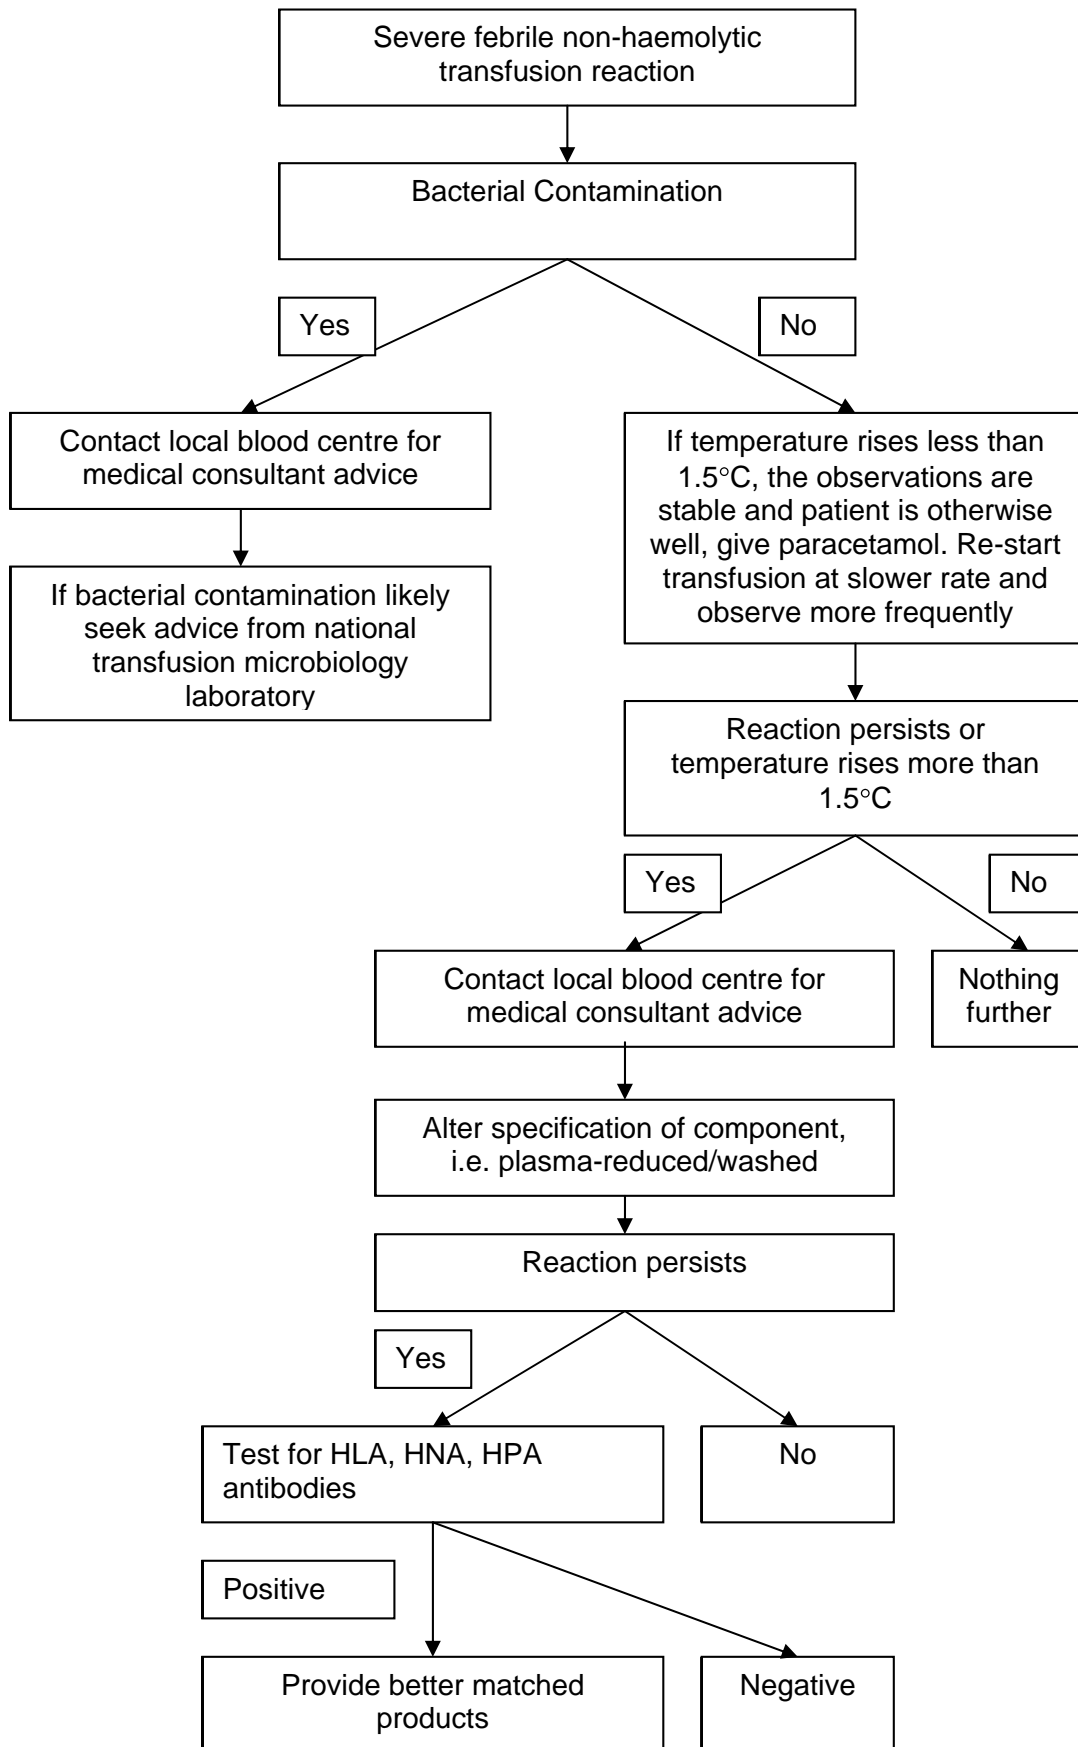 Severe febrile non-haemolytic
transfusion reaction
Bacterial Contamination
Yes
No
Contact local blood centre for
medical consultant advice
If temperature rises less than
1.5°C, the observations are
stable and patient is otherwise
well, give paracetamol. Re-start
transfusion at slower rate and
observe more frequently
If bacterial contamination likely
seek advice from national
transfusion microbiology
laboratory
Reaction persists or
temperature rises more than
1.5°C
Yes
No
Contact local blood centre for
medical consultant advice
Nothing
further
Alter specification of component,
i.e. plasma-reduced/washed
Reaction persists
Yes
Test for HLA, HNA, HPA
antibodies
No
Positive
Provide better matched
products
Negative